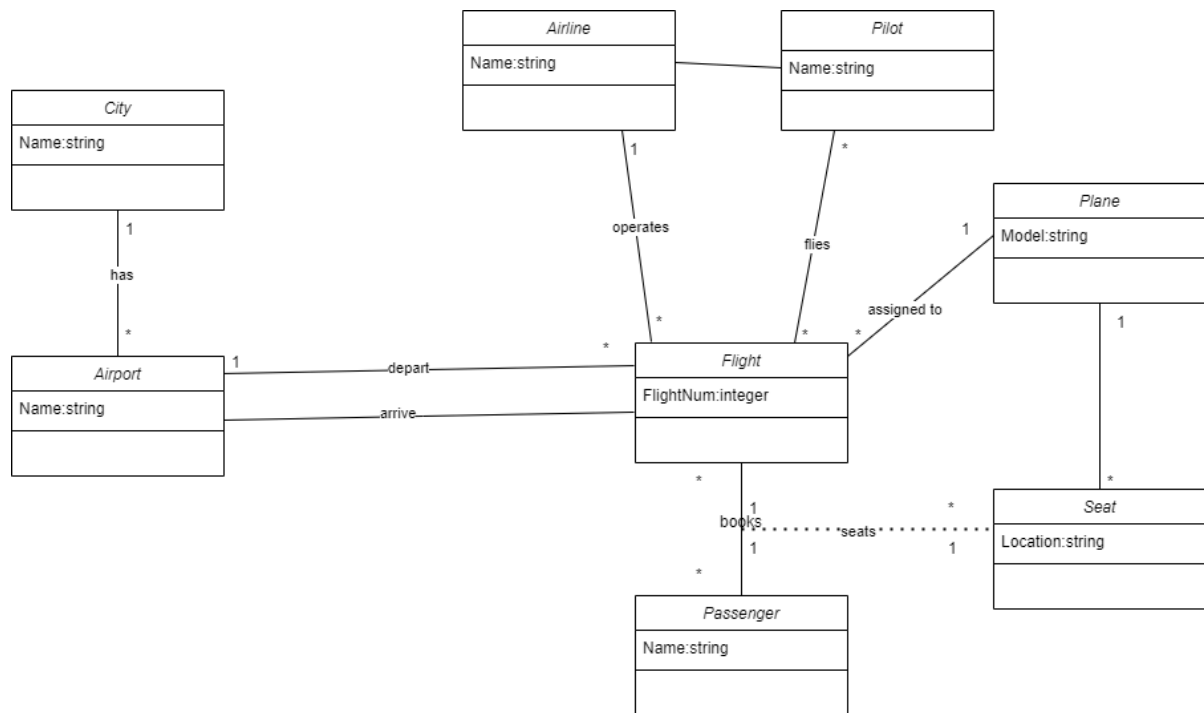 Airline
Name:string
Pilot
Name:string
City
Name:string
1
has
*
1
operates
*
*
flies
*
Plane
Model:string
1
assigned to
*
1
*
Airport
Name:string
1
depart
*
arrive
Flight
FlightNum:integer
*
books
*
1
1
seats
*
1
Seat
Location:string
Passenger
Name:string